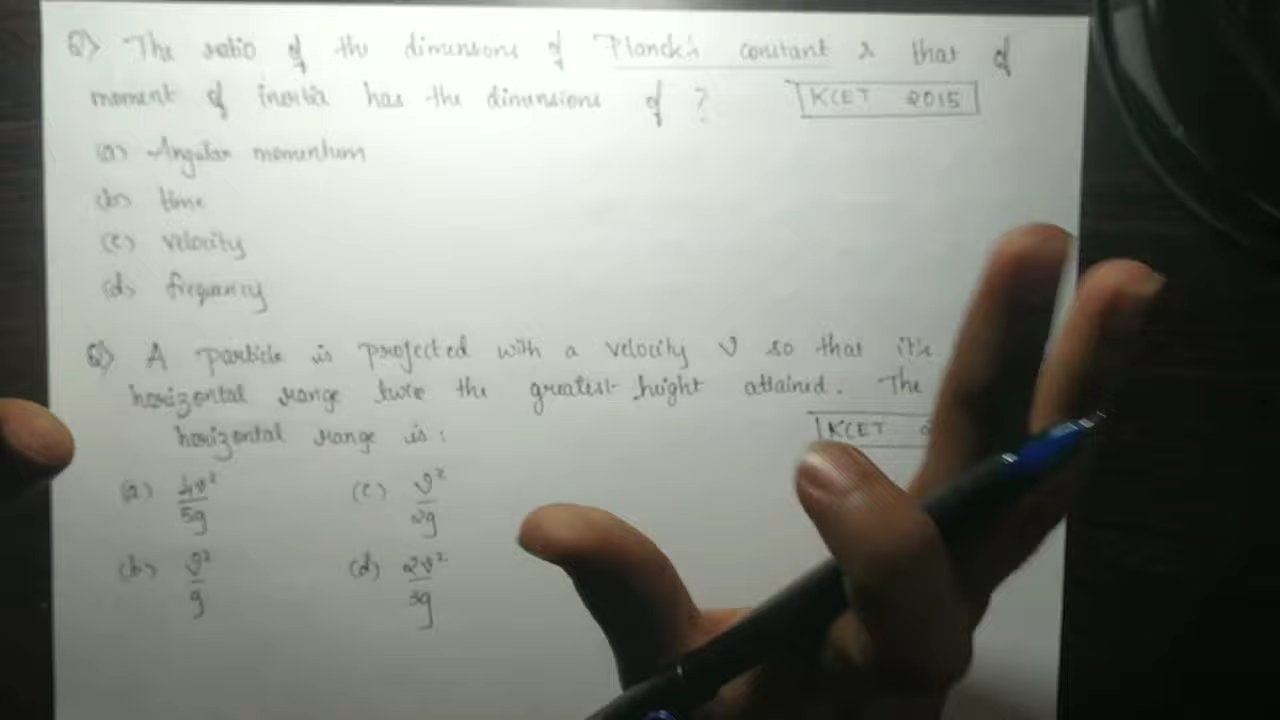 Q) The ratio of the dimensions of Planck's constant & that of
moment of inertia has the dimensions of ? KCET 2015
(a) Angular momentum
(b) time
(c) velocity
(d) frequency
Q) A particle is projected with a velocity v so that it's
horizontal range twice the greatest height attained. The
horizontal range is : KCET
(a) 4v²/5g (c) v²/2g
(b) v²/g (d) 2v²/3g